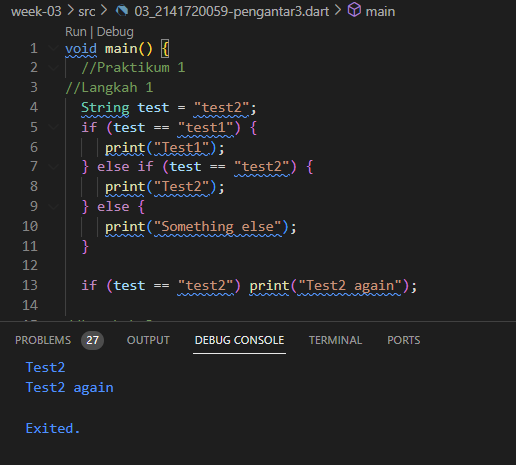 week-03 > src > 03_2141720059-pengantar3.dart > main
Run | Debug
1 void main() {
2 //Praktikum 1
3 //Langkah 1
4 String test = "test2";
5 if (test == "test1") {
6 print("Test1");
7 } else if (test == "test2") {
8 print("Test2");
9 } else {
10 print("Something else");
11 }
12
13 if (test == "test2") print("Test2 again");
14
PROBLEMS 27 OUTPUT DEBUG CONSOLE TERMINAL PORTS
Test2
Test2 again
Exited.